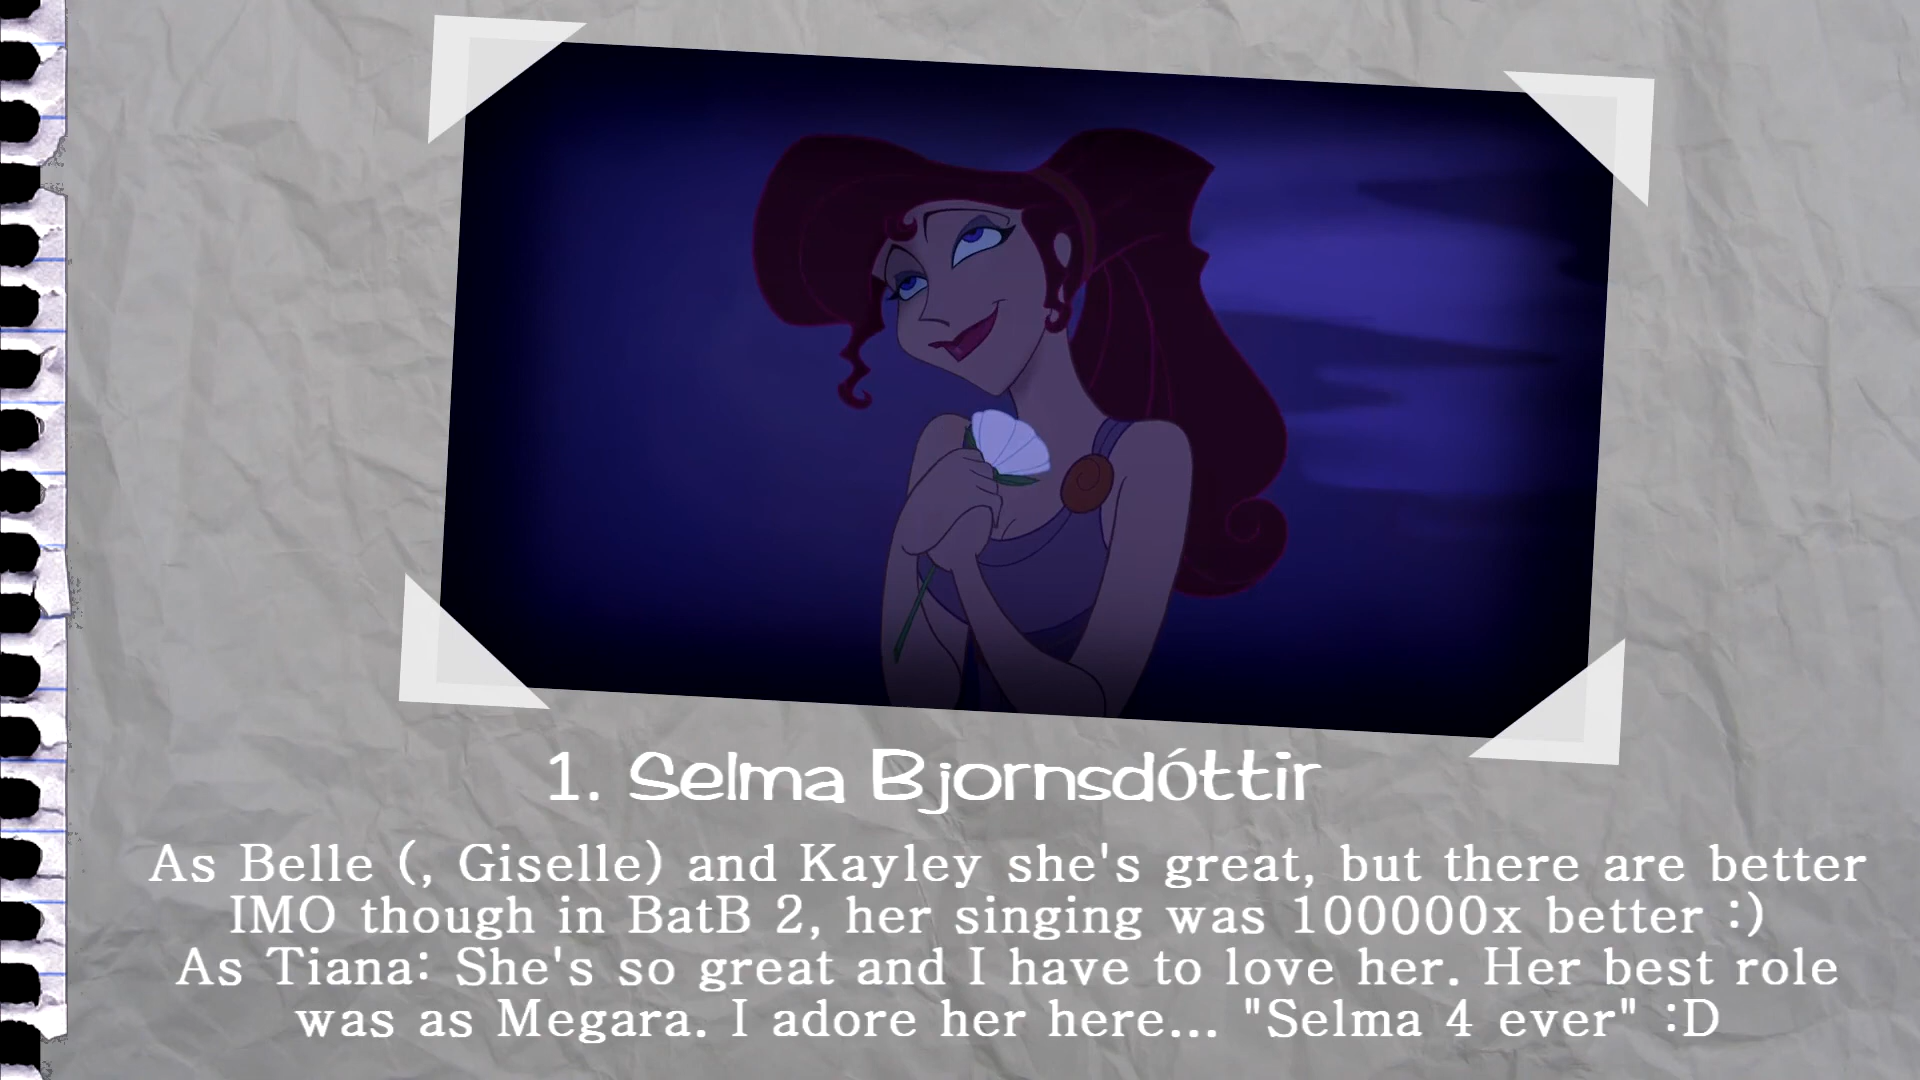 1. Selma Bjornsdóttir
As Belle (, Giselle) and Kayley she's great, but there are better
IMO though in BatB 2, her singing was 100000x better :)
As Tiana: She's so great and I have to love her. Her best role
was as Megara. I adore her here... "Selma 4 ever" :D